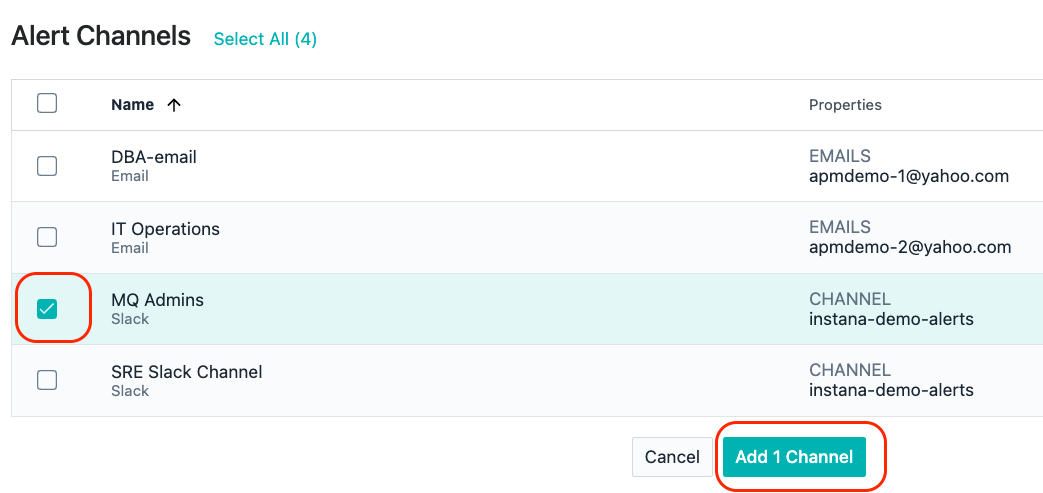 Alert Channels Select All (4)
Name Properties
DBA-email
Email
EMAILS
apmdemo-1@yahoo.com
IT Operations
Email
EMAILS
apmdemo-2@yahoo.com
MQ Admins
Slack
CHANNEL
instana-demo-alerts
SRE Slack Channel
Slack
CHANNEL
instana-demo-alerts
Cancel Add 1 Channel